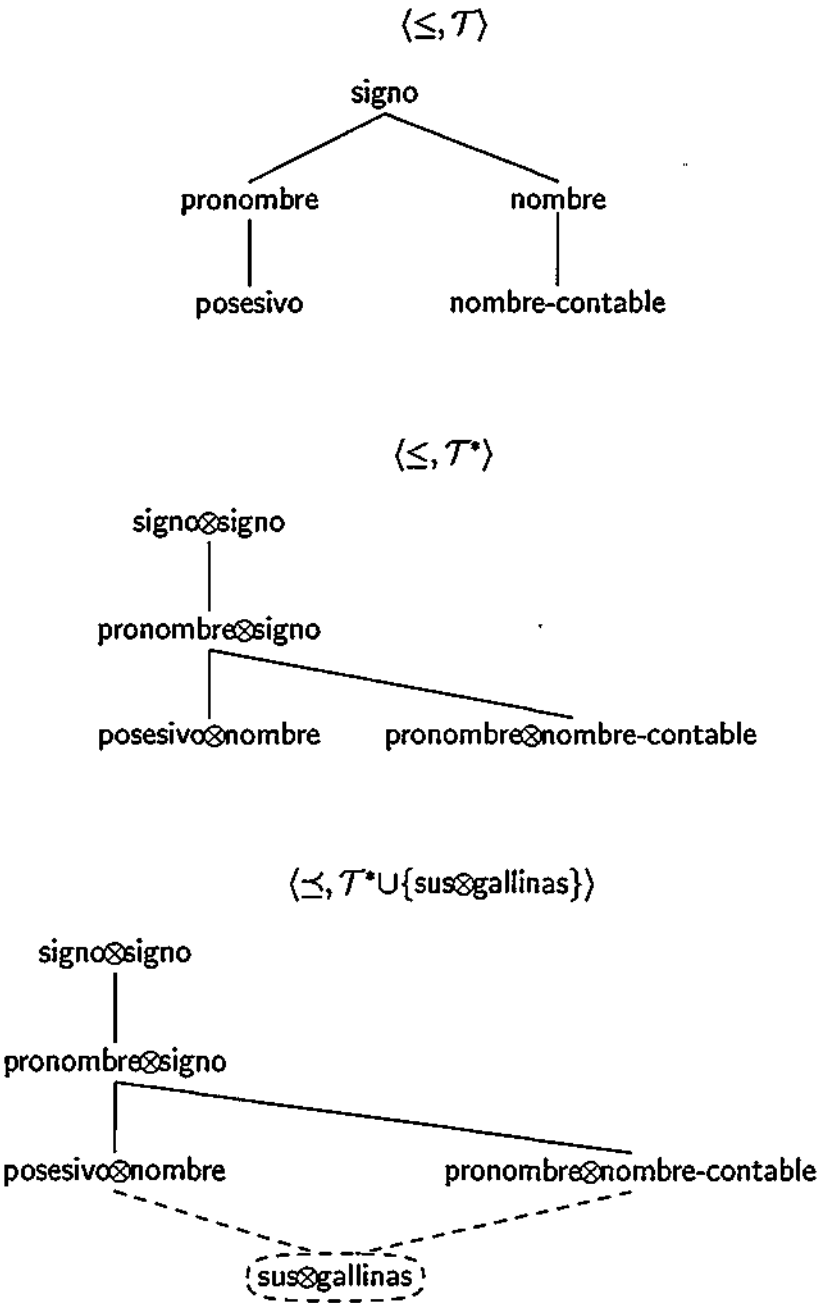 ⟨≤, 𝒯⟩
signo
pronombre nombre
posesivo nombre-contable
⟨≤, 𝒯*⟩
signo⊗signo
pronombre⊗signo
posesivo⊗nombre pronombre⊗nombre-contable
⟨⪯, 𝒯*∪{sus⊗gallinas}⟩
signo⊗signo
pronombre⊗signo
posesivo⊗nombre pronombre⊗nombre-contable
sus⊗gallinas